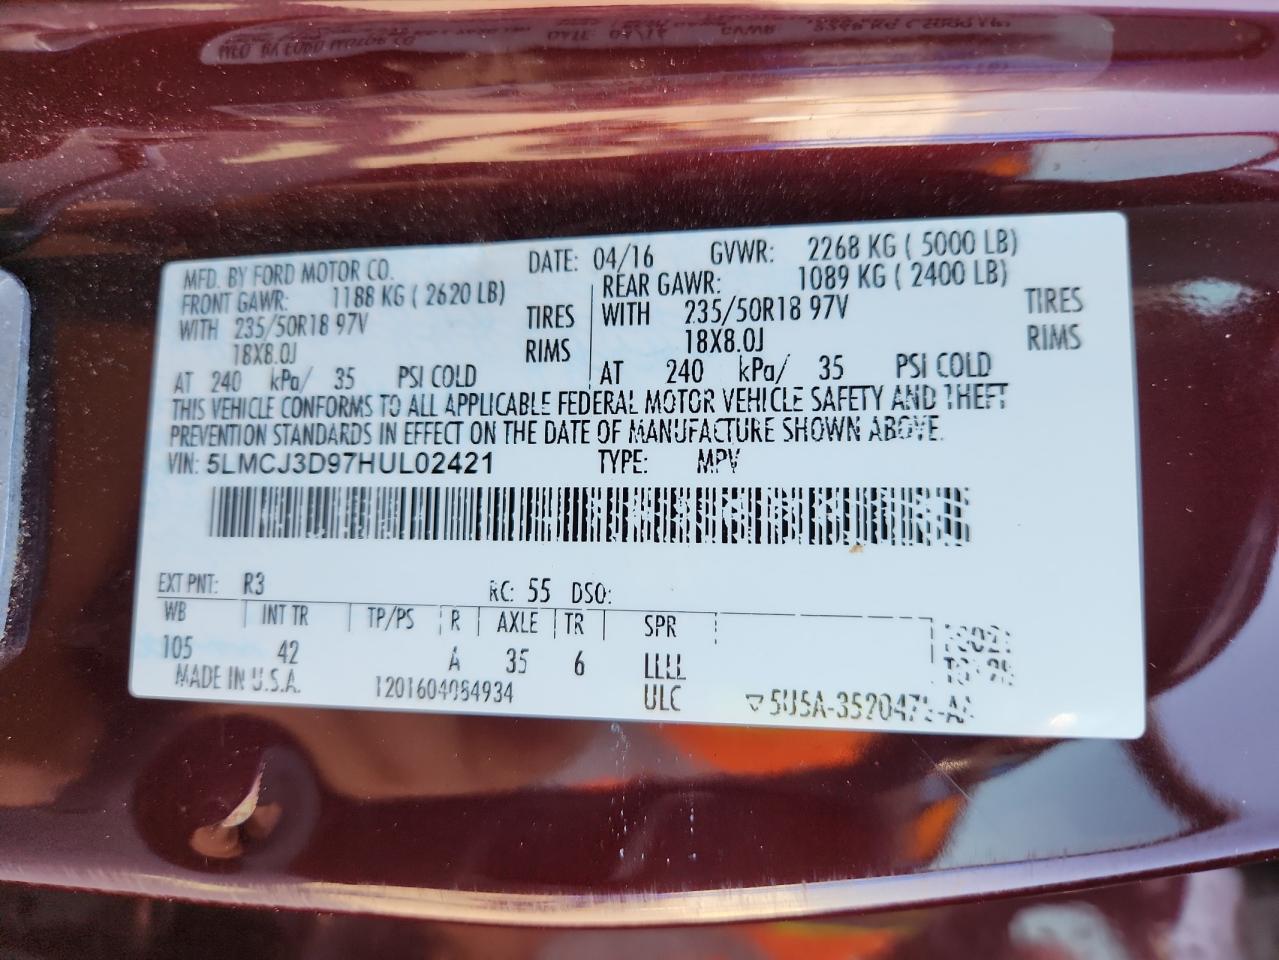 MFD. BY FORD MOTOR CO. DATE: 04/16 GVWR: 2268 KG ( 5000 LB)
FRONT GAWR: 1188 KG ( 2620 LB) REAR GAWR: 1089 KG ( 2400 LB)
WITH 235/50R18 97V TIRES WITH 235/50R18 97V TIRES
18X8.0J RIMS 18X8.0J RIMS
AT 240 kPa/ 35 PSI COLD AT 240 kPa/ 35 PSI COLD
THIS VEHICLE CONFORMS TO ALL APPLICABLE FEDERAL MOTOR VEHICLE SAFETY AND THEFT
PREVENTION STANDARDS IN EFFECT ON THE DATE OF MANUFACTURE SHOWN ABOVE.
VIN: 5LMCJ3D97HUL02421 TYPE: MPV
EXT PNT: R3 RC: 55 DSO:
WB INT TR TP/PS R AXLE TR SPR
105 42 A 35 6 LLLL
MADE IN U.S.A. ULC